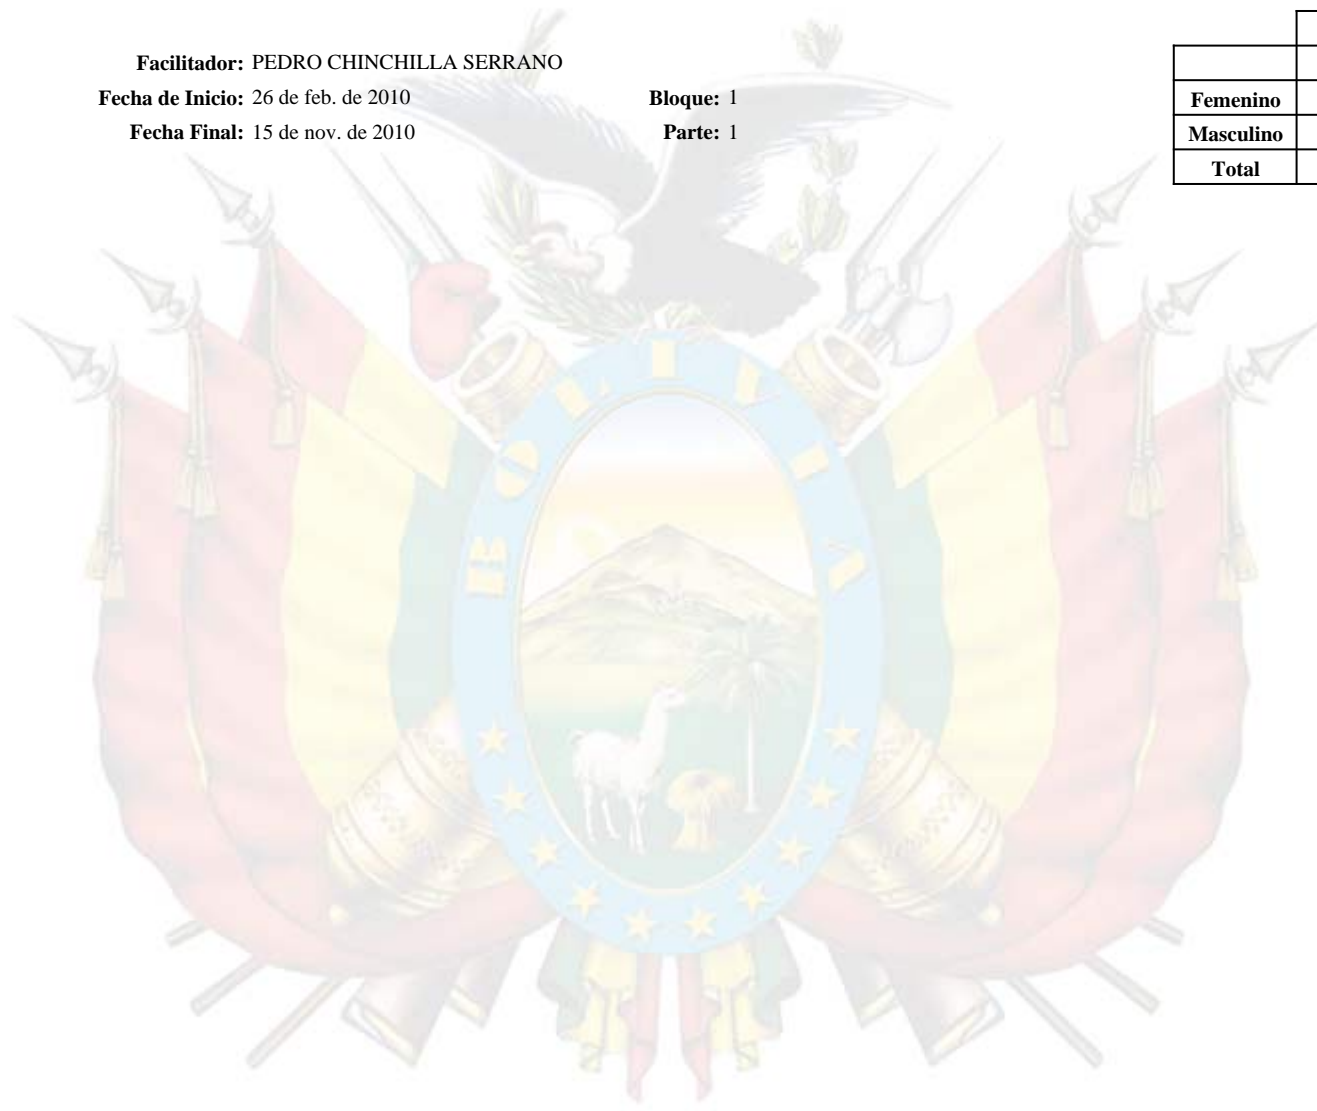 Facilitador: PEDRO CHINCHILLA SERRANO
Fecha de Inicio: 26 de feb. de 2010 Bloque: 1
Fecha Final: 15 de nov. de 2010 Parte: 1
Femenino
Masculino
Total
BOLIVIA